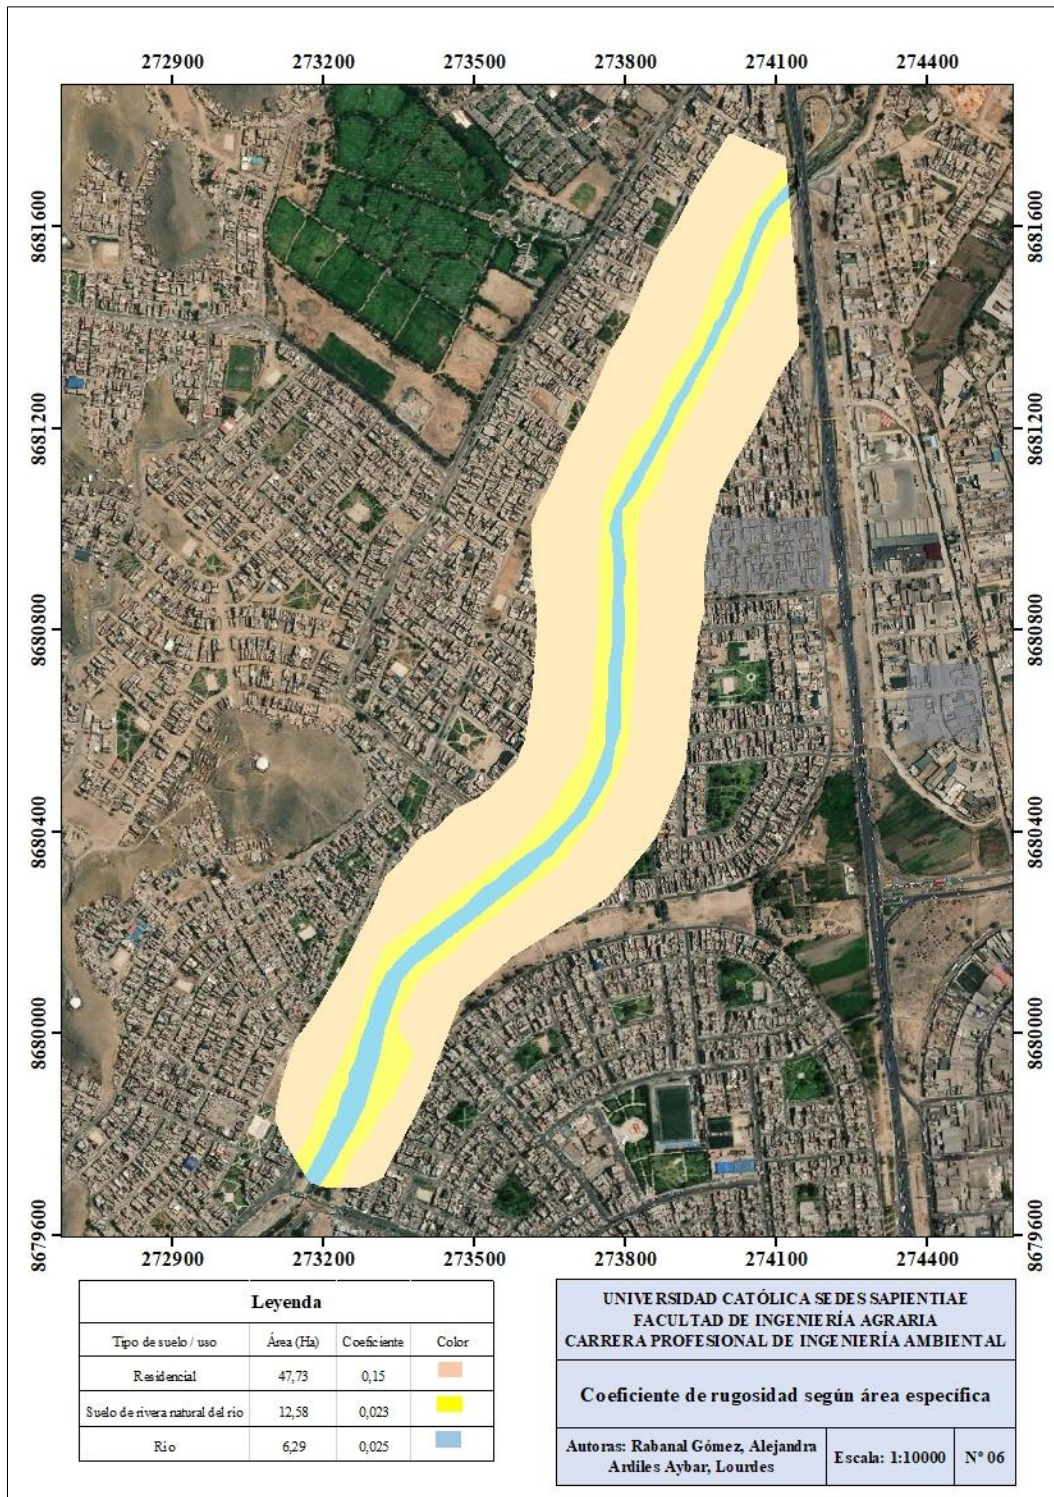 272900 273200 273500 273800 274100 274400
8681600 8681600
8681200 8681200
8680800 8680800
8680400 8680400
8680000 8680000
8679600 8679600
272900 273200 273500 273800 274100 274400
Leyenda
Tipo de suelo / uso Área (Ha) Coeficiente Color
Residencial 47,73 0,15
Suelo de rivera natural del rio 12,58 0,023
Rio 6,29 0,025
UNIVERSIDAD CATÓLICA SEDES SAPIENTIAE
FACULTAD DE INGENIERÍA AGRARIA
CARRERA PROFESIONAL DE INGENIERÍA AMBIENTAL
Coeficiente de rugosidad según área específica
Autoras: Rabanal Gómez, Alejandra
Ardiles Aybar, Lourdes
Escala: 1:10000
N° 06